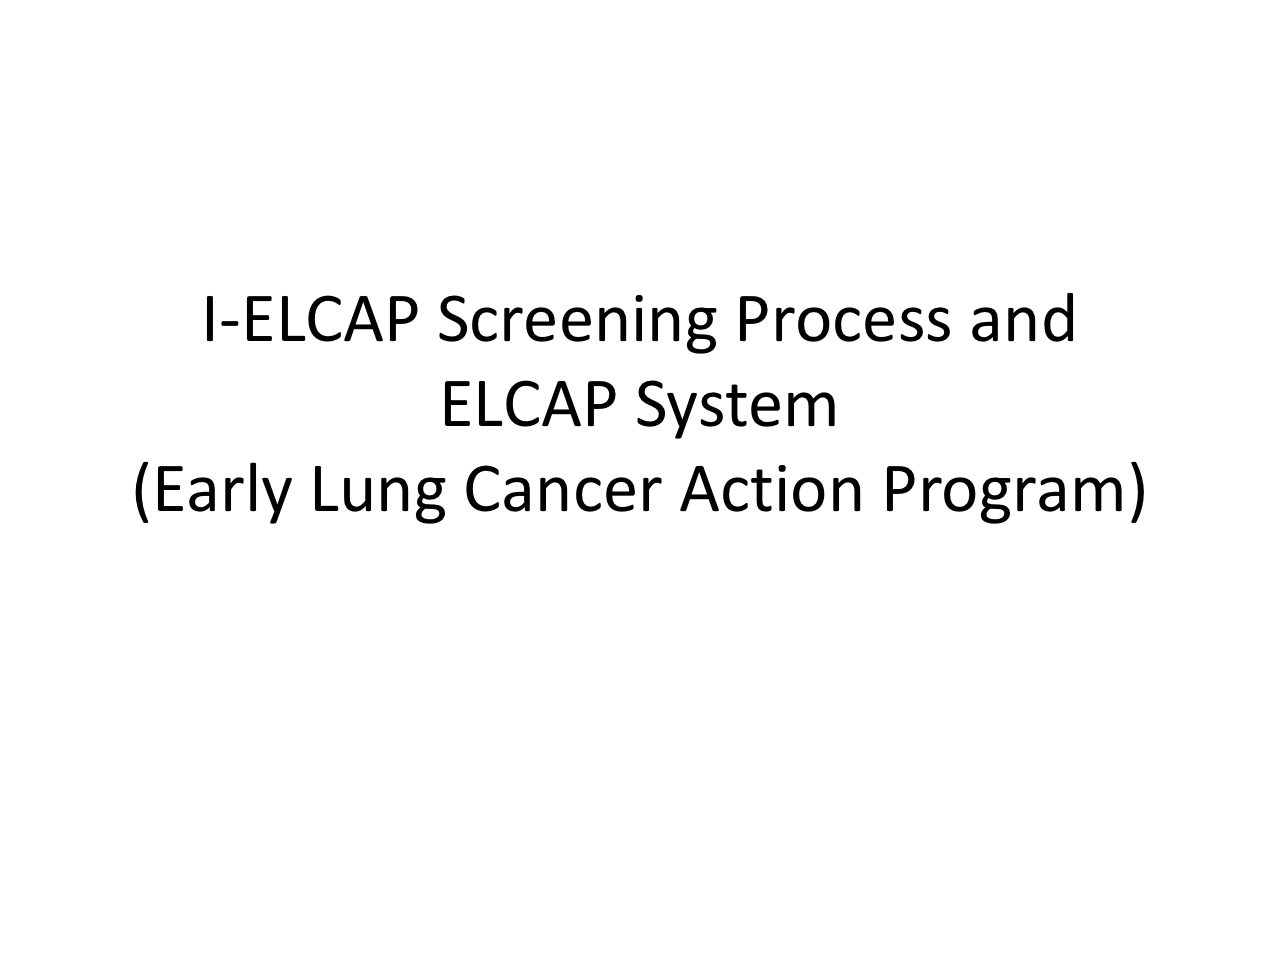 I-ELCAP Screening Process and
ELCAP System
(Early Lung Cancer Action Program)